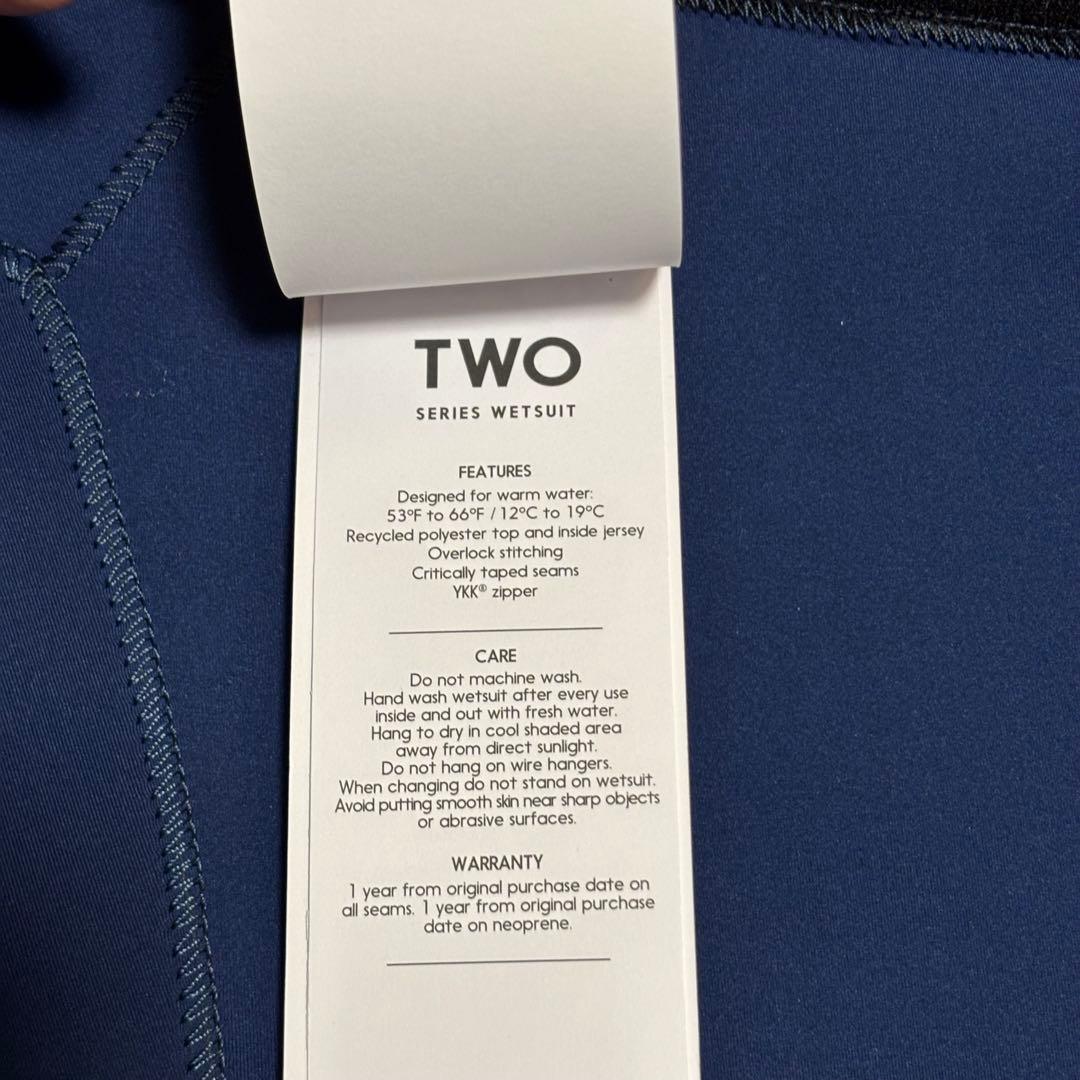 TWO
SERIES WETSUIT
FEATURES
Designed for warm water:
53°F to 66°F / 12°C to 19°C
Recycled polyester top and inside jersey
Overlock stitching
Critically taped seams
YKK® zipper
CARE
Do not machine wash.
Hand wash wetsuit after every use
inside and out with fresh water.
Hang to dry in cool shaded area
away from direct sunlight.
Do not hang on wire hangers.
When changing do not stand on wetsuit.
Avoid putting smooth skin near sharp objects
or abrasive surfaces.
WARRANTY
1 year from original purchase date on
all seams. 1 year from original purchase
date on neoprene.